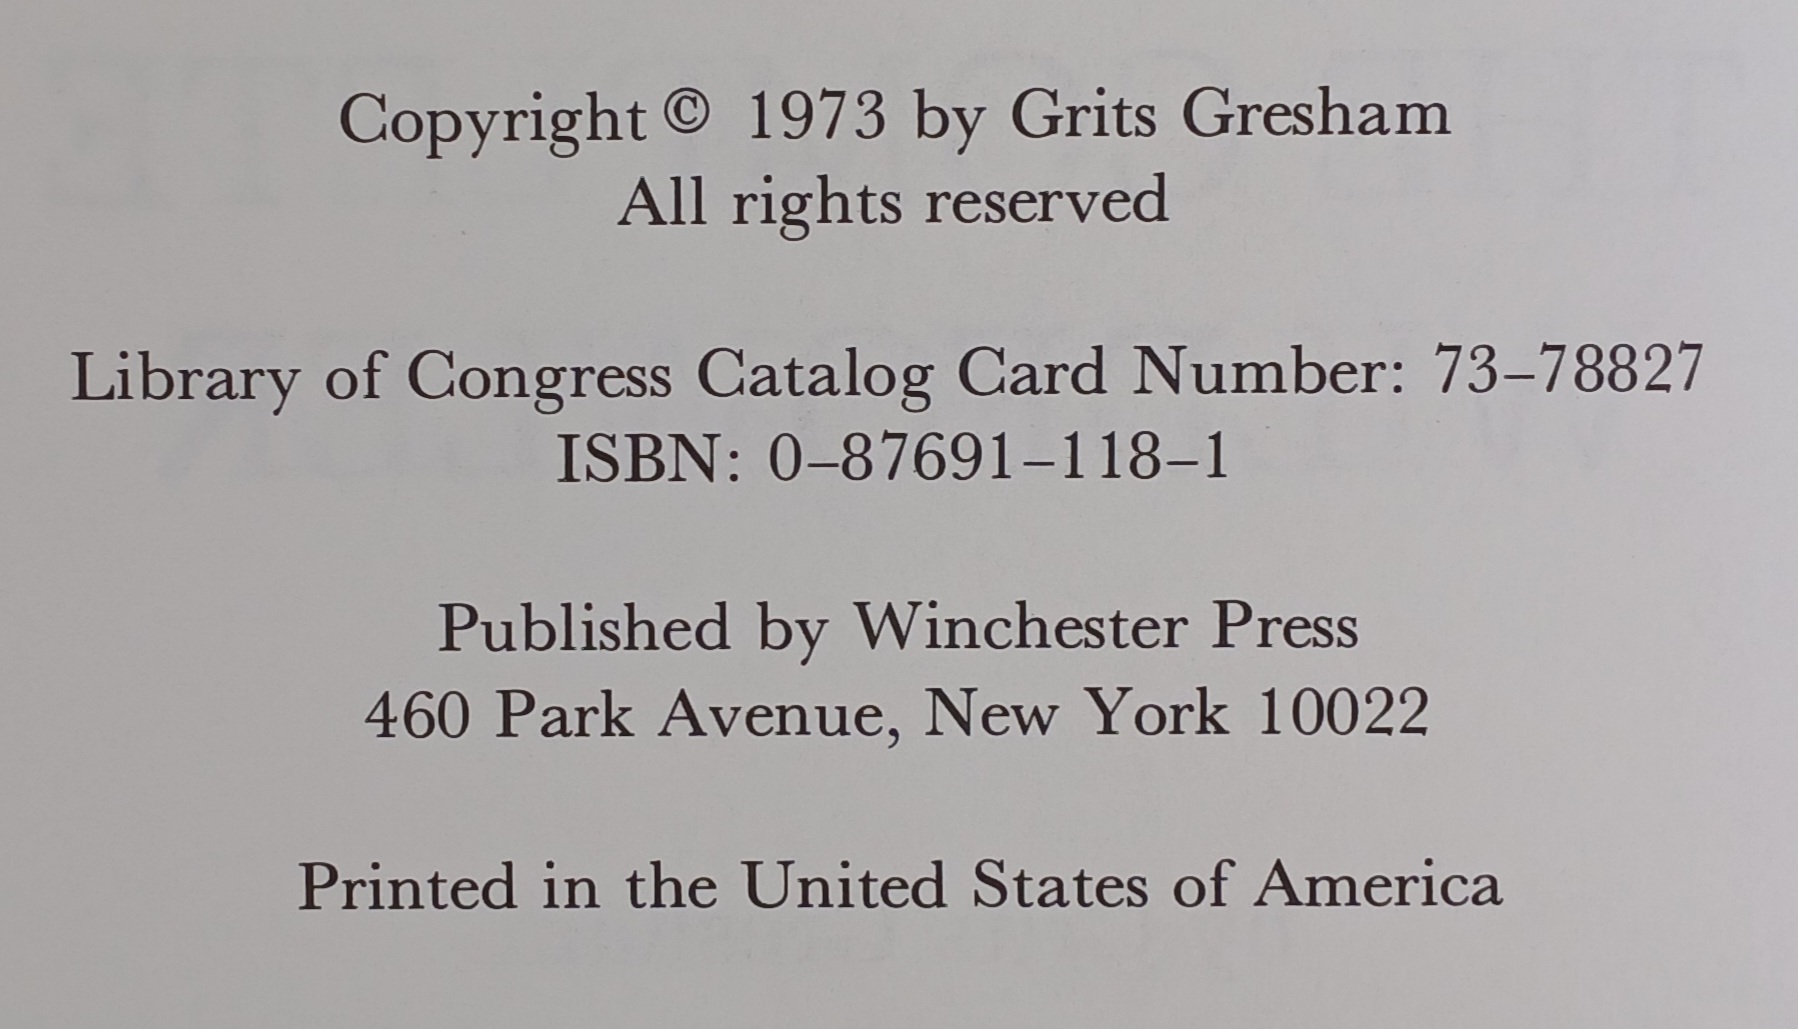 Copyright © 1973 by Grits Gresham
All rights reserved
Library of Congress Catalog Card Number: 73–78827
ISBN: 0–87691–118–1
Published by Winchester Press
460 Park Avenue, New York 10022
Printed in the United States of America